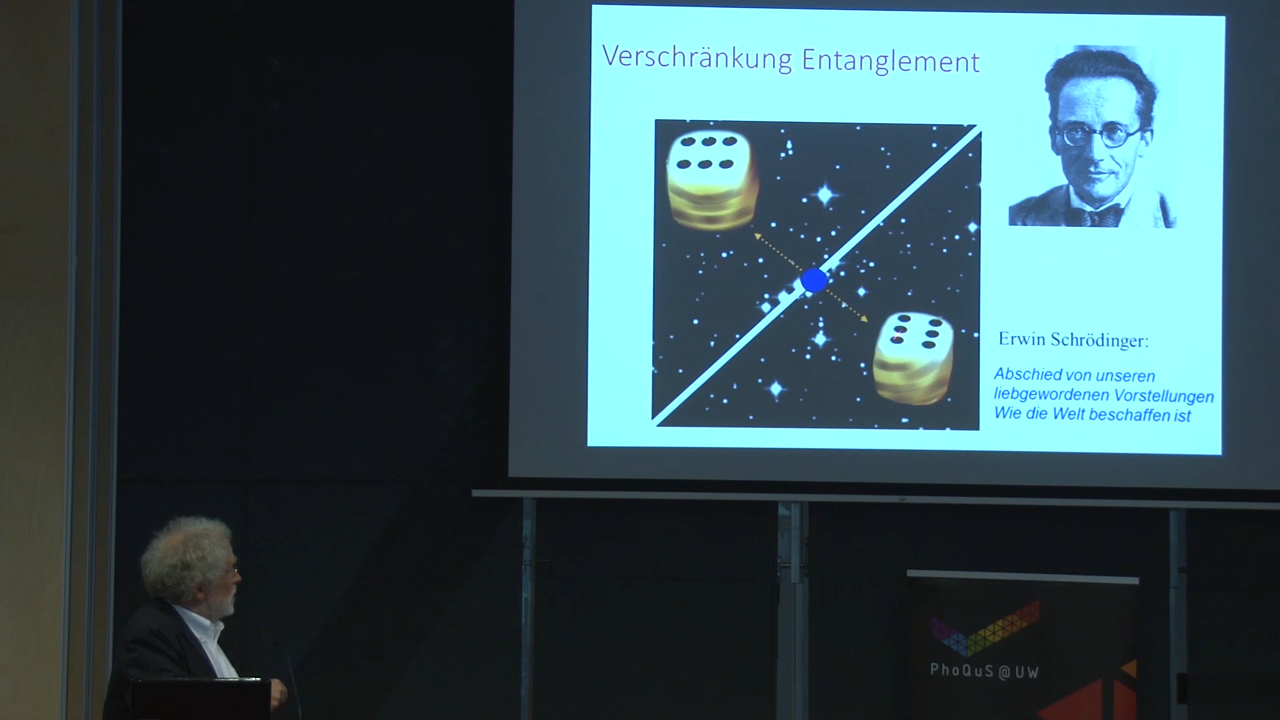 Verschränkung Entanglement
Erwin Schrödinger:
Abschied von unseren
liebgewordenen Vorstellungen
Wie die Welt beschaffen ist
PhoQuS@UW